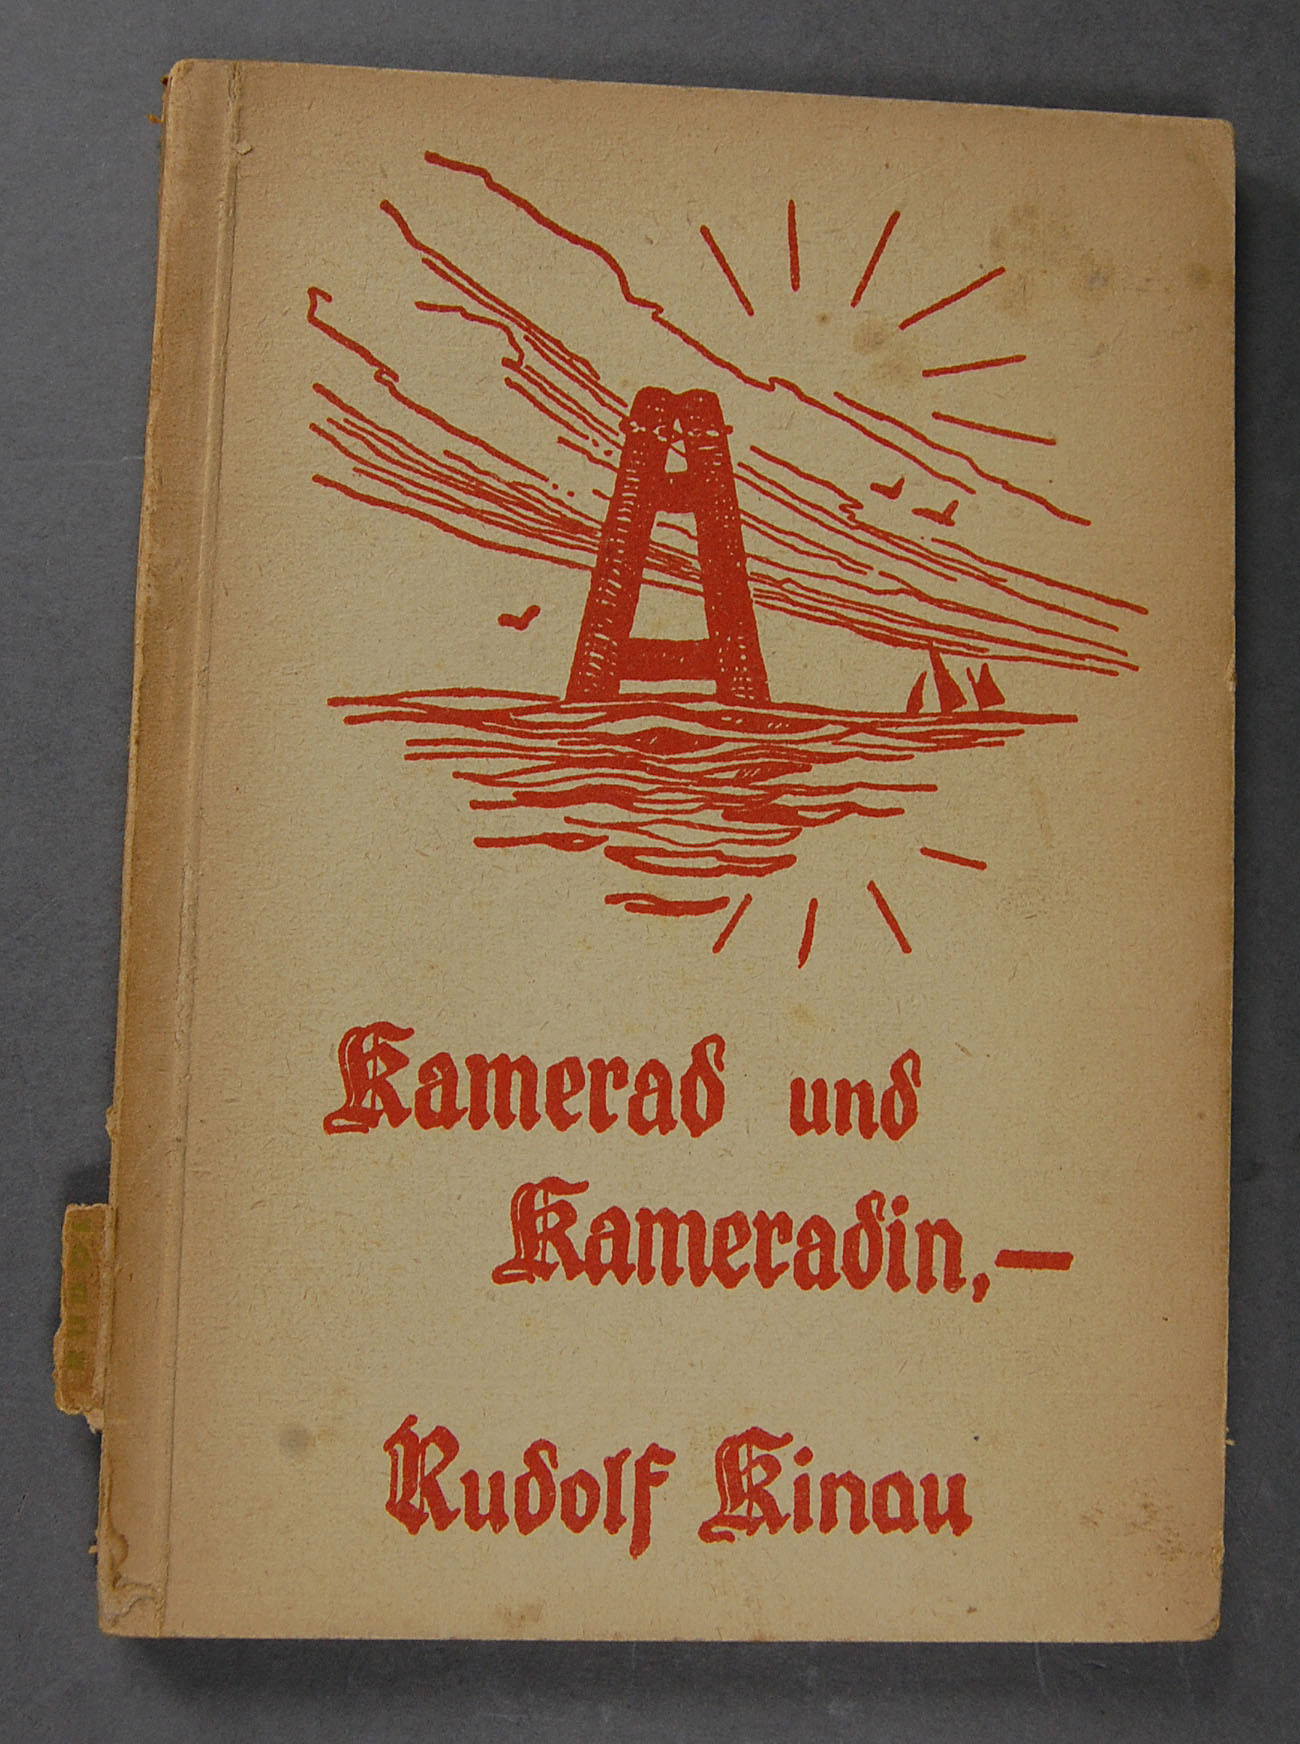 Kamerad und
Kameradin,—
Rudolf Kinau